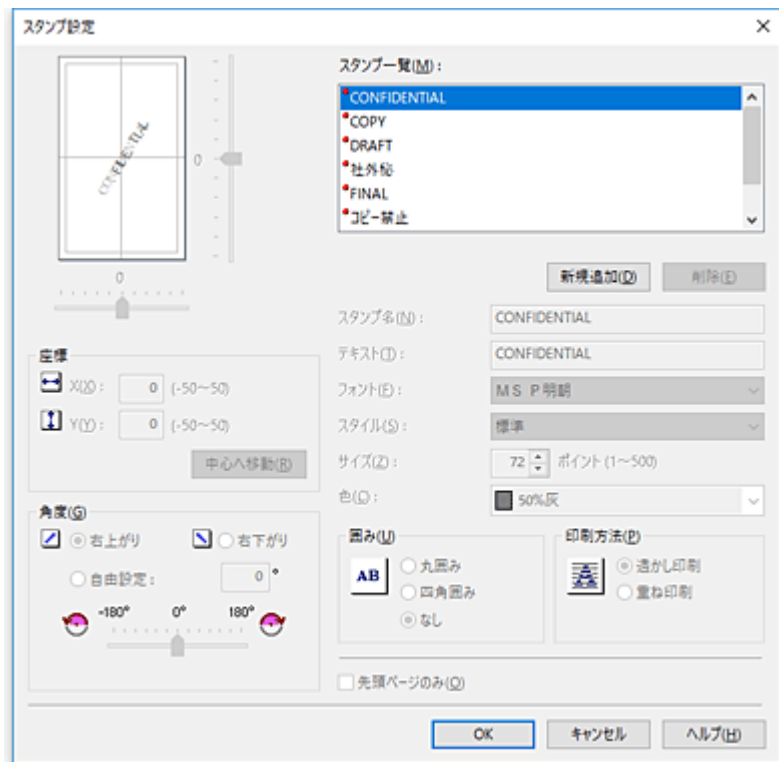 スタンプ設定
CONFIDENTIAL
0
0
スタンプ一覧(M):
CONFIDENTIAL
COPY
DRAFT
社外秘
FINAL
コピー禁止
新規追加(D) 削除(E)
スタンプ名(N): CONFIDENTIAL
テキスト(T): CONFIDENTIAL
フォント(F): MS P明朝
スタイル(S): 標準
サイズ(Z): 72 ポイント(1～500)
色(L): 50%灰
座標
X(X): 0 (-50～50)
Y(Y): 0 (-50～50)
中心へ移動(R)
角度(G)
右上がり 右下がり
自由設定: 0 °
-180° 0° 180°
囲み(U)
AB
丸囲み
四角囲み
なし
印刷方法(P)
A
透かし印刷
重ね印刷
先頭ページのみ(O)
OK キャンセル ヘルプ(H)